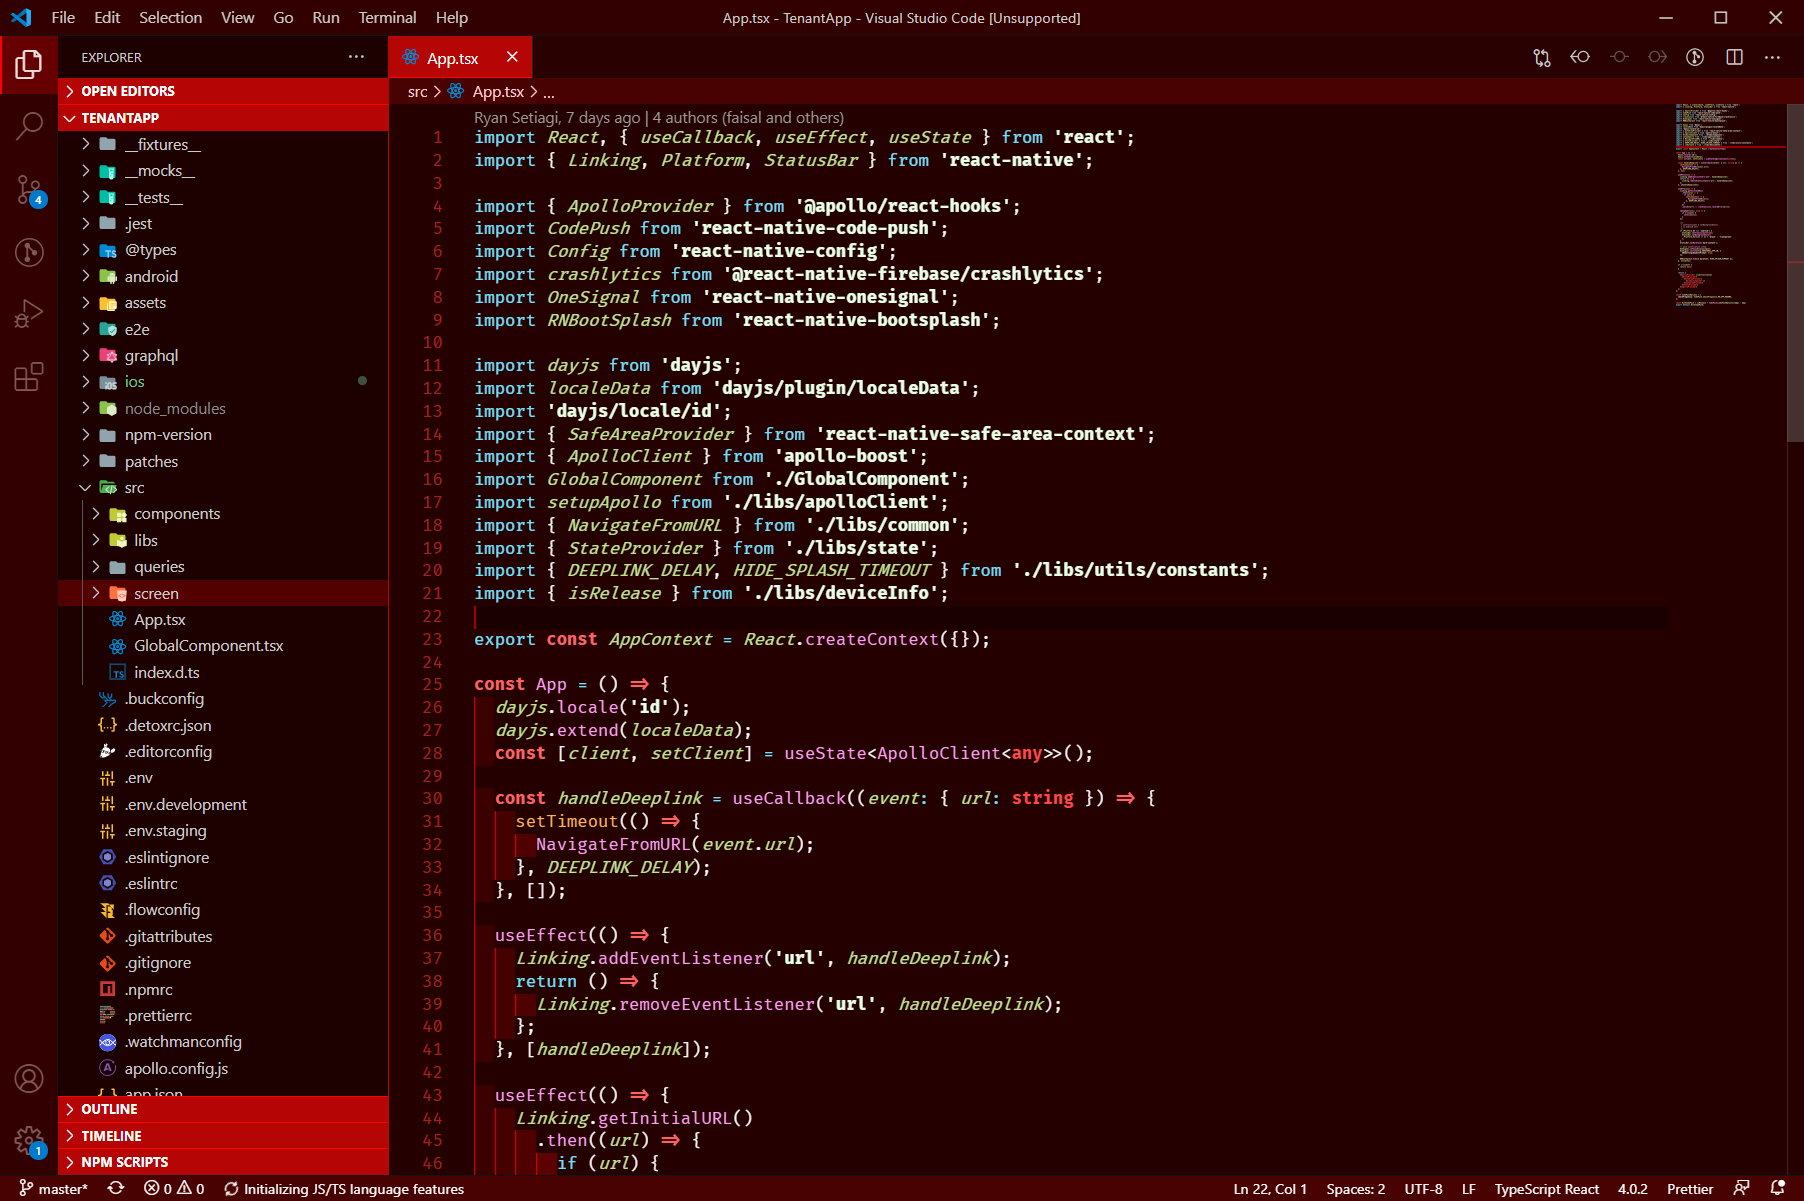 File Edit Selection View Go Run Terminal Help
App.tsx - TenantApp - Visual Studio Code [Unsupported]
EXPLORER
App.tsx
OPEN EDITORS
TENANTAPP
__fixtures__
__mocks__
__tests__
.jest
@types
android
assets
e2e
graphql
ios
node_modules
npm-version
patches
src
components
libs
queries
screen
App.tsx
GlobalComponent.tsx
index.d.ts
.buckconfig
.detoxrc.json
.editorconfig
.env
.env.development
.env.staging
.eslintignore
.eslintrc
.flowconfig
.gitattributes
.gitignore
.npmrc
.prettierrc
.watchmanconfig
apollo.config.js
app.json
OUTLINE
TIMELINE
NPM SCRIPTS
4
1
src > App.tsx > ...
Ryan Setiagi, 7 days ago | 4 authors (faisal and others)
1 import React, { useCallback, useEffect, useState } from 'react';
2 import { Linking, Platform, StatusBar } from 'react-native';
3
4 import { ApolloProvider } from '@apollo/react-hooks';
5 import CodePush from 'react-native-code-push';
6 import Config from 'react-native-config';
7 import crashlytics from '@react-native-firebase/crashlytics';
8 import OneSignal from 'react-native-onesignal';
9 import RNBootSplash from 'react-native-bootsplash';
10
11 import dayjs from 'dayjs';
12 import localeData from 'dayjs/plugin/localeData';
13 import 'dayjs/locale/id';
14 import { SafeAreaProvider } from 'react-native-safe-area-context';
15 import { ApolloClient } from 'apollo-boost';
16 import GlobalComponent from './GlobalComponent';
17 import setupApollo from './libs/apolloClient';
18 import { NavigateFromURL } from './libs/common';
19 import { StateProvider } from './libs/state';
20 import { DEEPLINK_DELAY, HIDE_SPLASH_TIMEOUT } from './libs/utils/constants';
21 import { isRelease } from './libs/deviceInfo';
22
23 export const AppContext = React.createContext({});
24
25 const App = () => {
26 dayjs.locale('id');
27 dayjs.extend(localeData);
28 const [client, setClient] = useState<ApolloClient<any>>();
29
30 const handleDeeplink = useCallback((event: { url: string }) => {
31 setTimeout(() => {
32 NavigateFromURL(event.url);
33 }, DEEPLINK_DELAY);
34 }, []);
35
36 useEffect(() => {
37 Linking.addEventListener('url', handleDeeplink);
38 return () => {
39 Linking.removeEventListener('url', handleDeeplink);
40 };
41 }, [handleDeeplink]);
42
43 useEffect(() => {
44 Linking.getInitialURL()
45 .then((url) => {
46 if (url) {
master* 0 0 Initializing JS/TS language features
Ln 22, Col 1 Spaces: 2 UTF-8 LF TypeScript React 4.0.2 Prettier